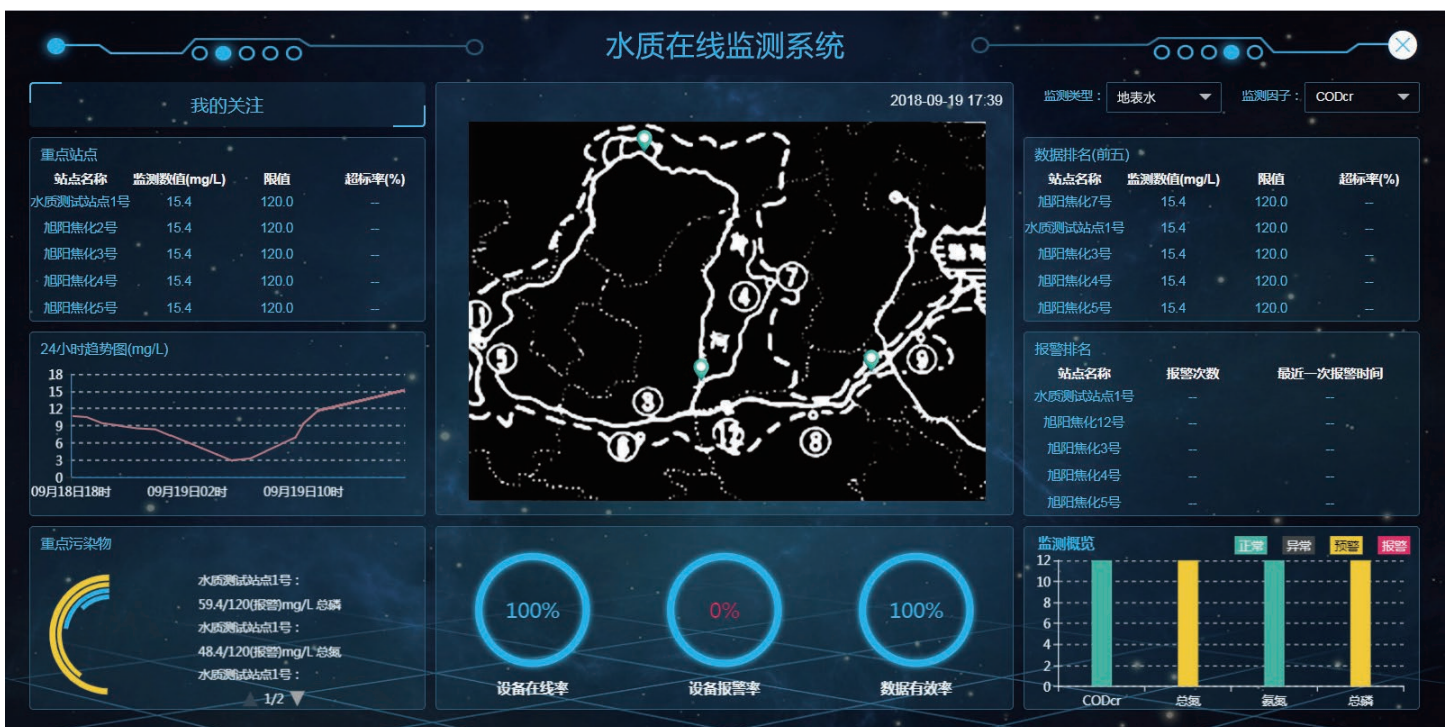 水质在线监测系统
我的关注
重点站点
站点名称 监测数值(mg/L) 限值 超标率(%)
水质测试站点1号 15.4 120.0 --
旭阳焦化2号 15.4 120.0 --
旭阳焦化3号 15.4 120.0 --
旭阳焦化4号 15.4 120.0 --
旭阳焦化5号 15.4 120.0 --
24小时趋势图(mg/L)
18
15
12
9
6
3
0
09月18日18时 09月19日02时 09月19日10时
重点污染物
水质测试站点1号：
59.4/120(报警)mg/L 总磷
水质测试站点1号：
48.4/120(报警)mg/L 总氮
水质测试站点1号：
1/2
2018-09-19 17:39
7
4
河
5
9
3
6
12
8
100% 0% 100%
设备在线率 设备报警率 数据有效率
监测类型： 地表水 监测因子： CODcr
数据排名(前五)
站点名称 监测数值(mg/L) 限值 超标率(%)
旭阳焦化7号 15.4 120.0 --
水质测试站点1号 15.4 120.0 --
旭阳焦化3号 15.4 120.0 --
旭阳焦化4号 15.4 120.0 --
旭阳焦化5号 15.4 120.0 --
报警排名
站点名称 报警次数 最近一次报警时间
水质测试站点1号 -- --
旭阳焦化12号 -- --
旭阳焦化3号 -- --
旭阳焦化4号 -- --
旭阳焦化5号 -- --
监测概览
正常 异常 预警 报警
12
10
8
6
4
2
0
CODcr 总氮 氨氮 总磷